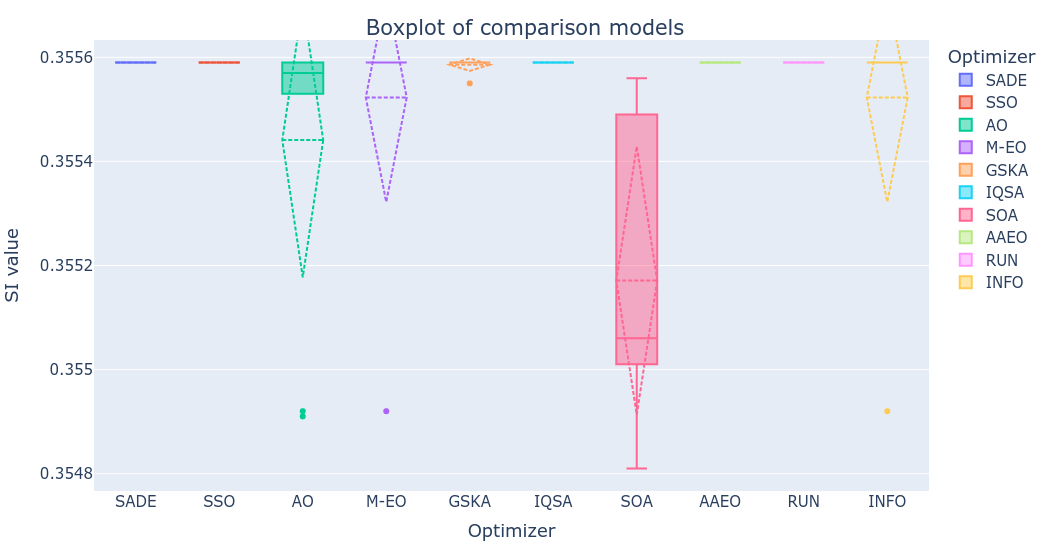 Boxplot of comparison models
0.3556
0.3554
0.3552
0.355
0.3548
SI value
SADE
SSO
AO
M-EO
GSKA
IQSA
SOA
AAEO
RUN
INFO
Optimizer
Optimizer
SADE
SSO
AO
M-EO
GSKA
IQSA
SOA
AAEO
RUN
INFO